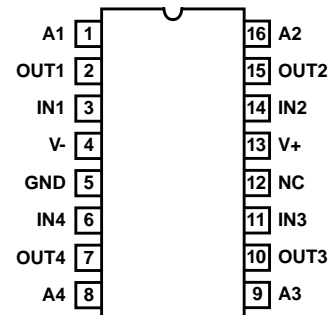 A1 1 16 A2
OUT1 2 15 OUT2
IN1 3 14 IN2
V- 4 13 V+
GND 5 12 NC
IN4 6 11 IN3
OUT4 7 10 OUT3
A4 8 9 A3